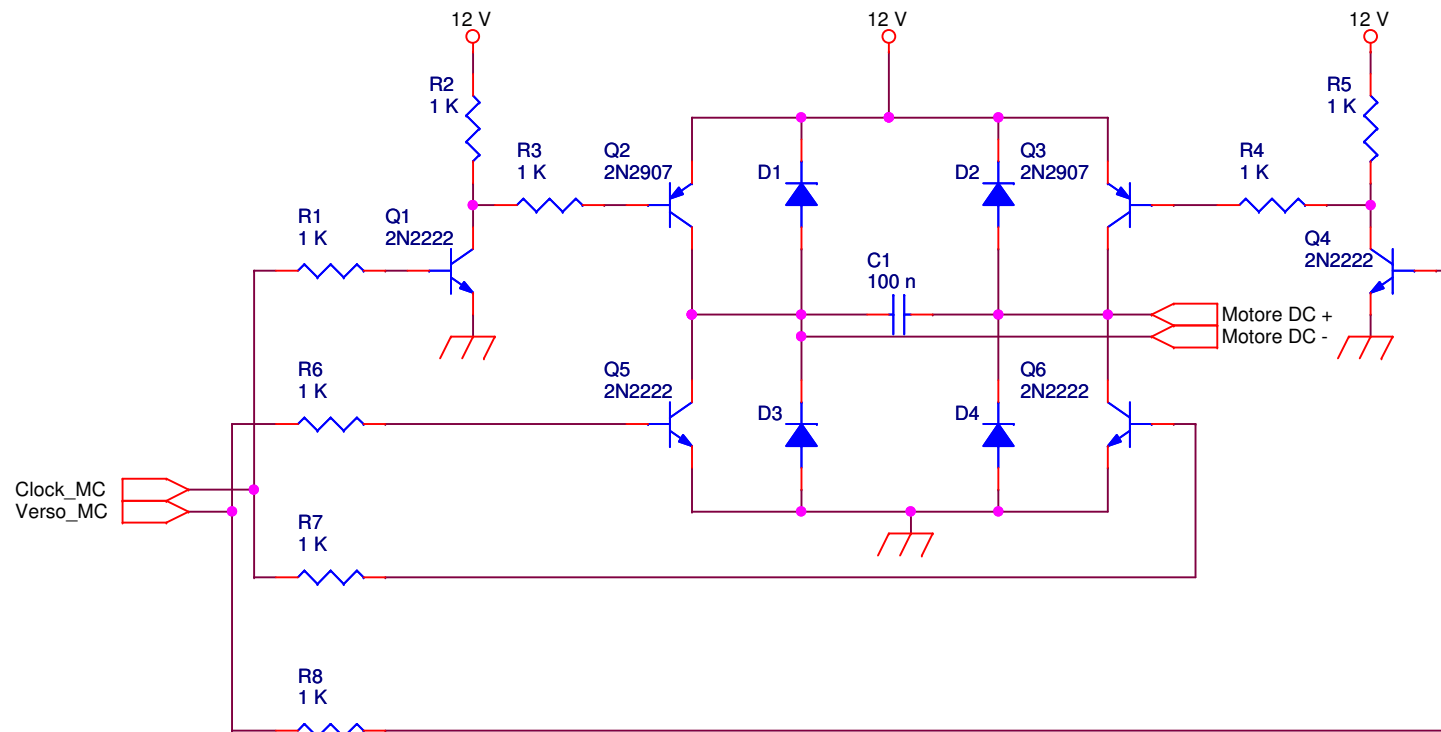 12 V
12 V
12 V
R2
1 K
R5
1 K
R3
1 K
Q2
2N2907
D1
D2
Q3
2N2907
R4
1 K
R1
1 K
Q1
2N2222
Q4
2N2222
C1
100 n
Motore DC +
Motore DC -
R6
1 K
Q5
2N2222
D3
D4
Q6
2N2222
Clock_MC
Verso_MC
R7
1 K
R8
1 K